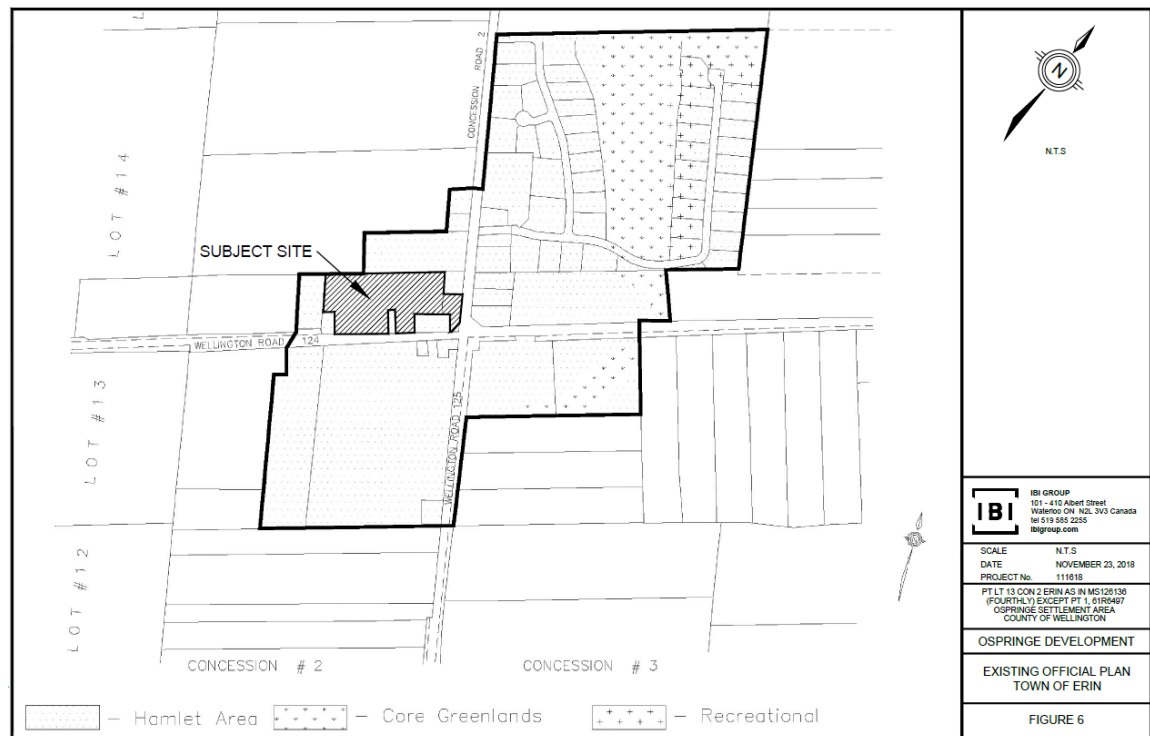 CONCESSION ROAD 2
N
LOT #14
N.T.S
SUBJECT SITE
WELLINGTON ROAD 124
LOT #13
WELLINGTON ROAD 125
LOT #12
CONCESSION # 2
CONCESSION # 3
- Hamlet Area
- Core Greenlands
- Recreational
IBI
IBI GROUP
101 - 410 Albert Street
Waterloo ON N2L 3V3 Canada
tel 519 585 2255
ibigroup.com
SCALE N.T.S
DATE NOVEMBER 23, 2018
PROJECT No. 111618
PT LT 13 CON 2 ERIN AS IN MS126136
(FOURTHLY) EXCEPT PT 1, 61R6497
OSPRINGE SETTLEMENT AREA
COUNTY OF WELLINGTON
OSPRINGE DEVELOPMENT
EXISTING OFFICIAL PLAN
TOWN OF ERIN
FIGURE 6